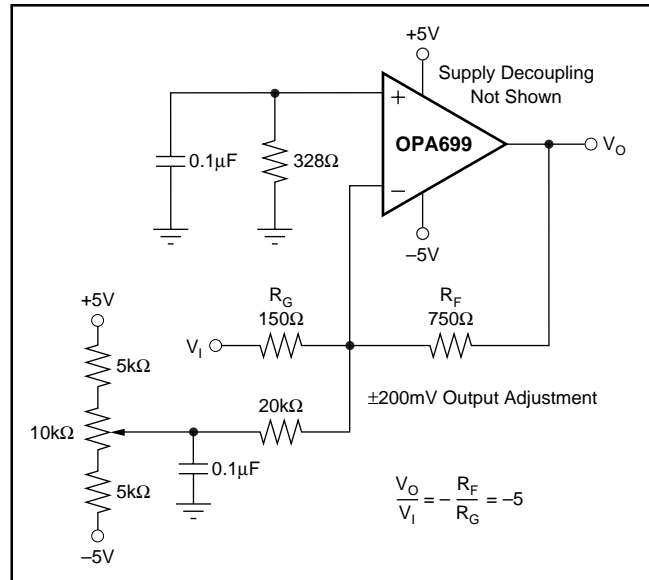 +5V
Supply Decoupling
Not Shown
+
OPA699
−
0.1μF
328Ω
V_O
−5V
R_G
150Ω
R_F
750Ω
+5V
V_I
5kΩ
20kΩ
±200mV Output Adjustment
10kΩ
0.1μF
5kΩ
−5V
V_O/V_I = − R_F/R_G = −5